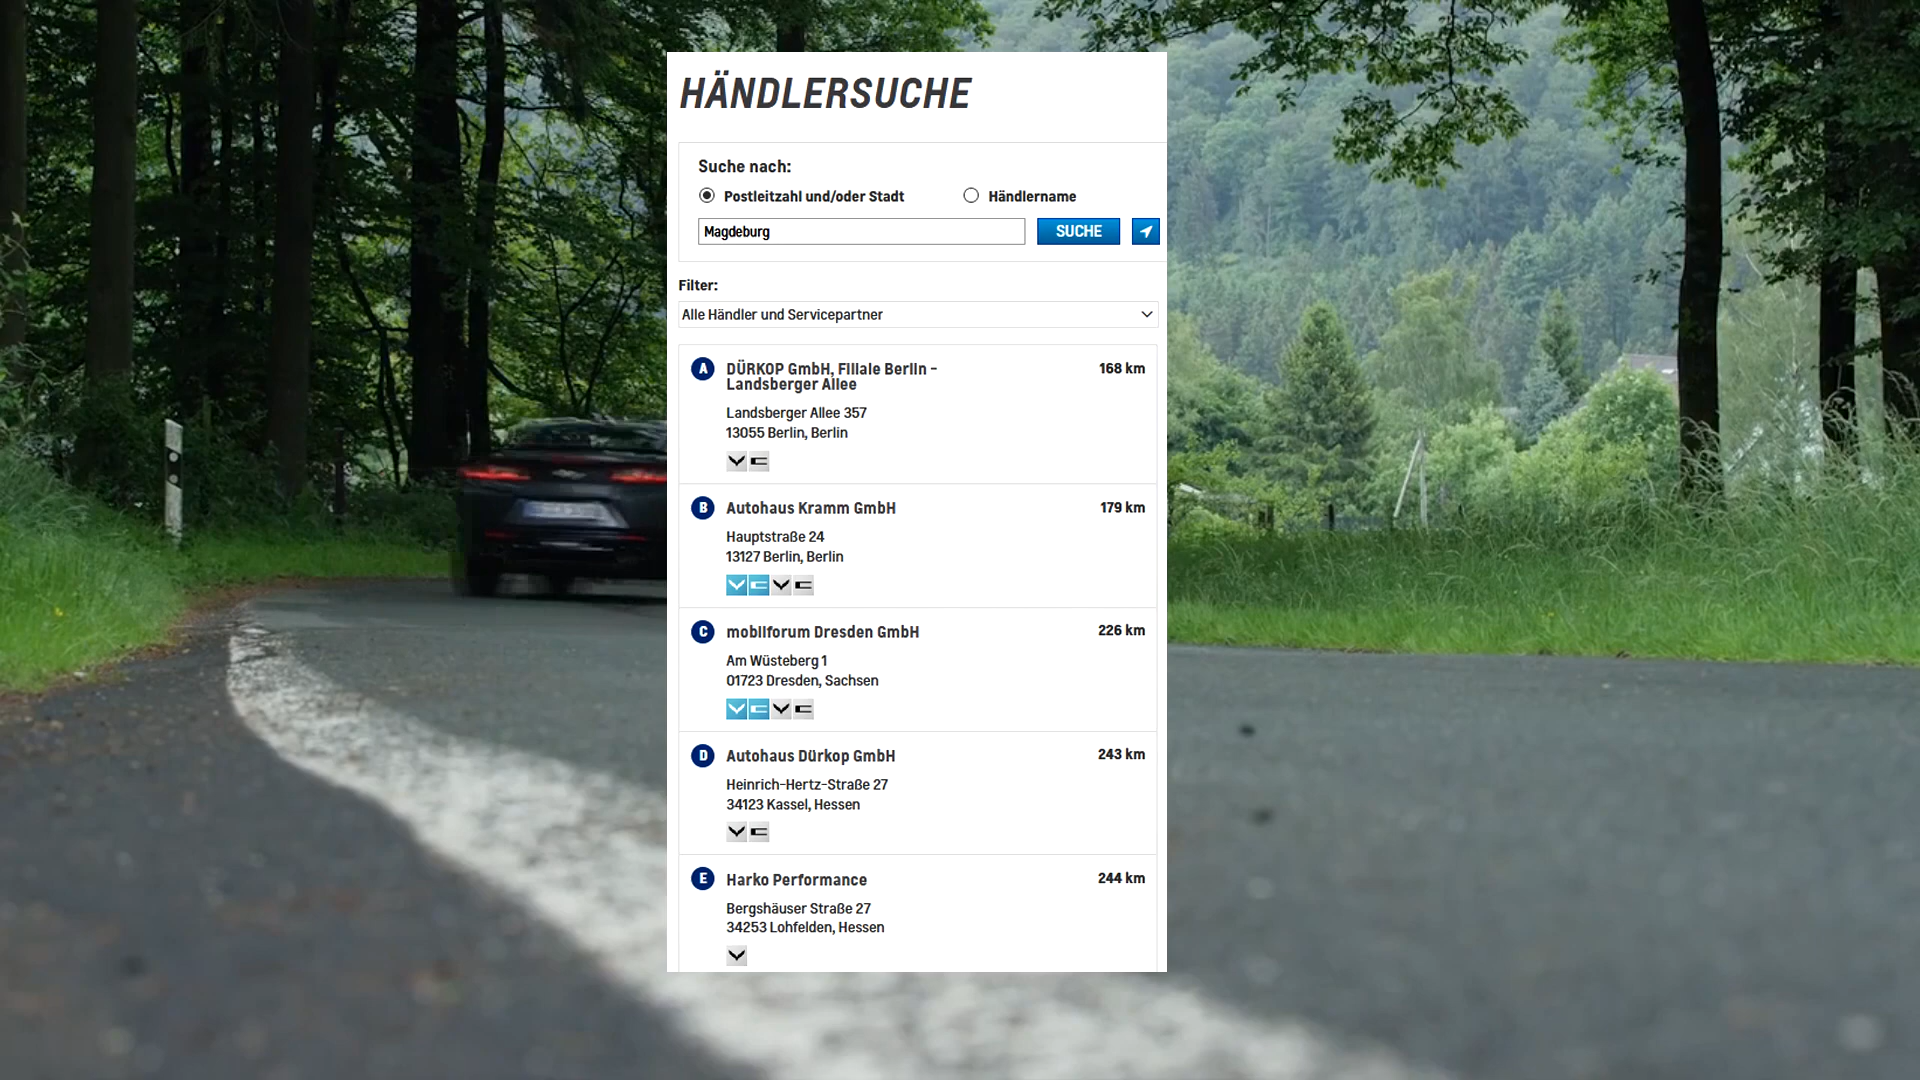 HÄNDLERSUCHE
Suche nach:
Postleitzahl und/oder Stadt
Händlername
Magdeburg
SUCHE
Filter:
Alle Händler und Servicepartner
A
DÜRKOP GmbH, Filiale Berlin -
168 km
Landsberger Allee
Landsberger Allee 357
13055 Berlin, Berlin
B
Autohaus Kramm GmbH
179 km
Hauptstraße 24
13127 Berlin, Berlin
C
mobilforum Dresden GmbH
226 km
Am Wüsteberg 1
01723 Dresden, Sachsen
D
Autohaus Dürkop GmbH
243 km
Heinrich-Hertz-Straße 27
34123 Kassel, Hessen
E
Harko Performance
244 km
Bergshäuser Straße 27
34253 Lohfelden, Hessen